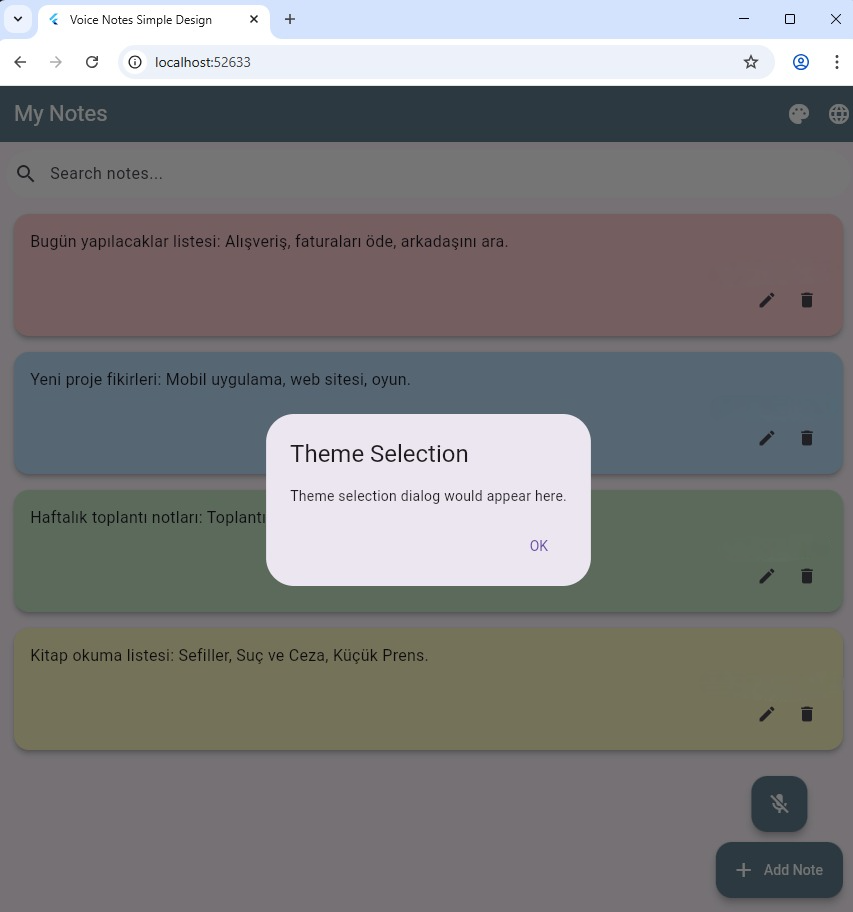 Voice Notes Simple Design
localhost:52633
My Notes
Search notes...
Bugün yapılacaklar listesi: Alışveriş, faturaları öde, arkadaşını ara.
Yeni proje fikirleri: Mobil uygulama, web sitesi, oyun.
Theme Selection
Theme selection dialog would appear here.
OK
Haftalık toplantı notları: Toplantı
Kitap okuma listesi: Sefiller, Suç ve Ceza, Küçük Prens.
Add Note